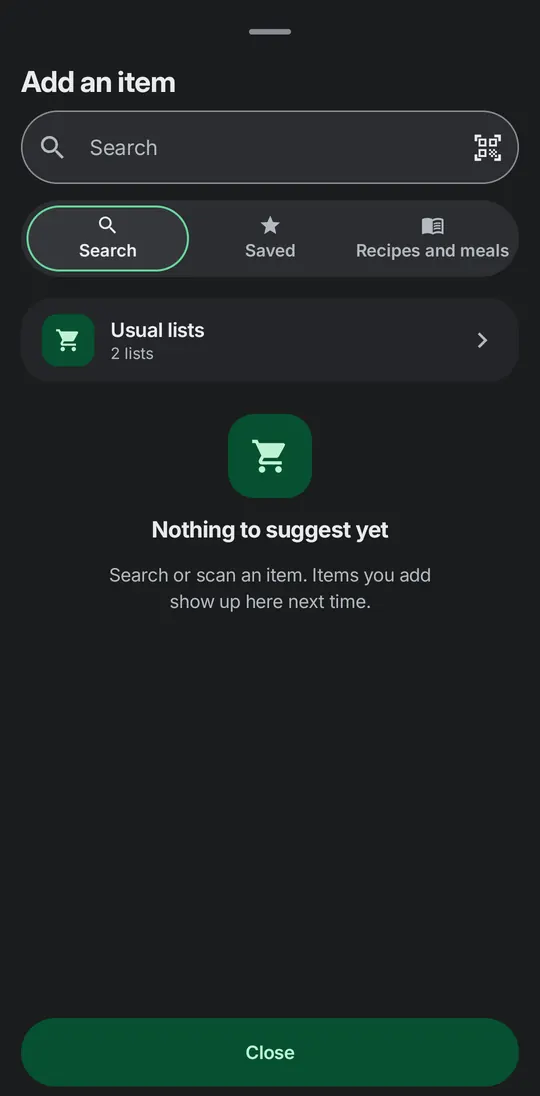 Add an item
Search
Search
Saved
Recipes and meals
Usual lists
2 lists
Nothing to suggest yet
Search or scan an item. Items you add
show up here next time.
Close